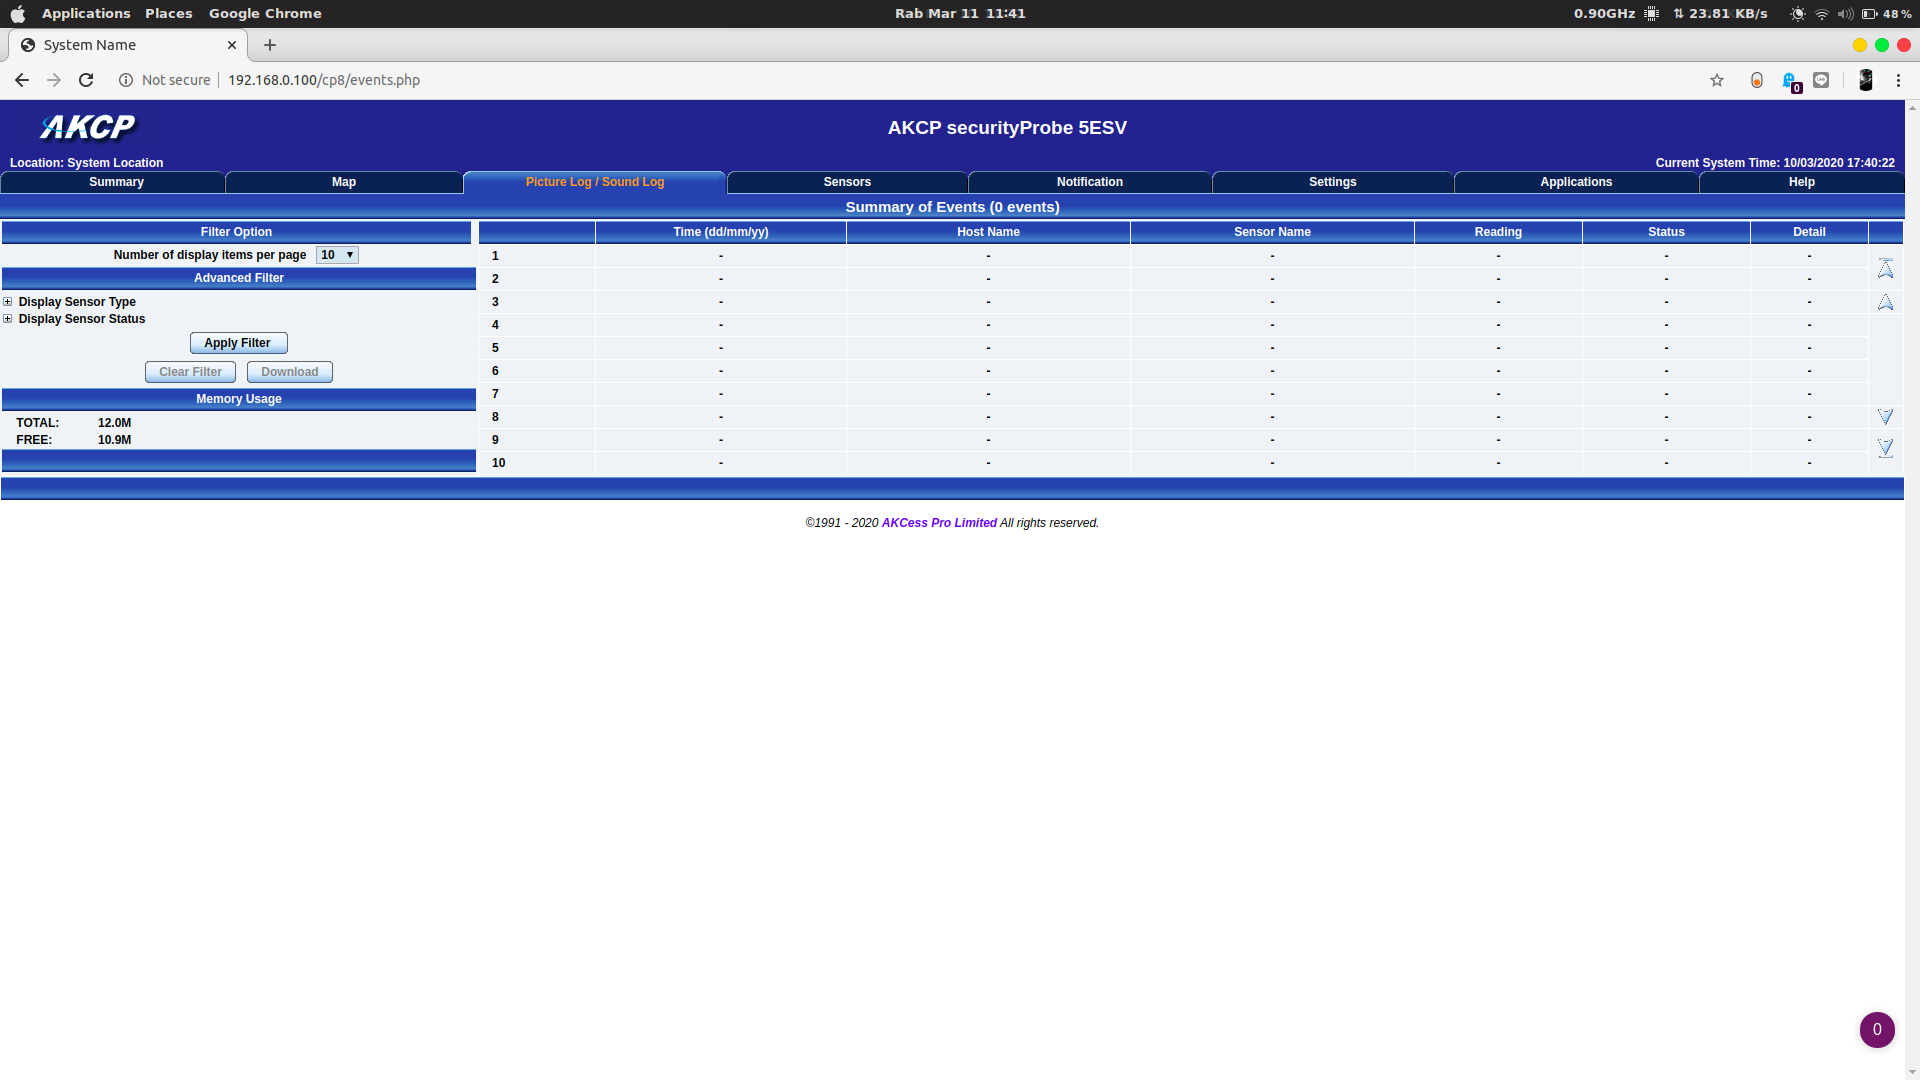 Applications Places Google Chrome Rab Mar 11 11:41 0.90GHz 23.81 KB/s 48%
System Name
Not secure 192.168.0.100/cp8/events.php 0
AKCP
AKCP securityProbe 5ESV
Location: System Location Current System Time: 10/03/2020 17:40:22
Summary Map Picture Log / Sound Log Sensors Notification Settings Applications Help
Summary of Events (0 events)
Filter Option
Number of display items per page 10
Advanced Filter
Display Sensor Type
Display Sensor Status
Apply Filter
Clear Filter Download
Memory Usage
TOTAL: 12.0M
FREE: 10.9M
Time (dd/mm/yy) Host Name Sensor Name Reading Status Detail
1 - - - - - -
2 - - - - - -
3 - - - - - -
4 - - - - - -
5 - - - - - -
6 - - - - - -
7 - - - - - -
8 - - - - - -
9 - - - - - -
10 - - - - - -
©1991 - 2020 AKCess Pro Limited All rights reserved.
0